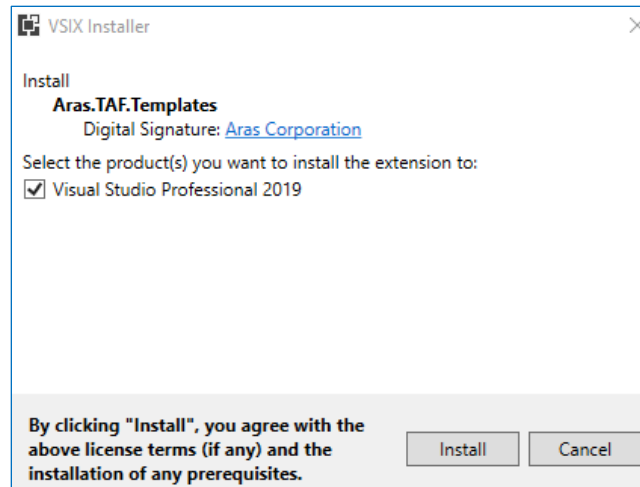 VSIX Installer
Install
Aras.TAF.Templates
Digital Signature: Aras Corporation
Select the product(s) you want to install the extension to:
Visual Studio Professional 2019
By clicking "Install", you agree with the
above license terms (if any) and the
installation of any prerequisites.
Install
Cancel